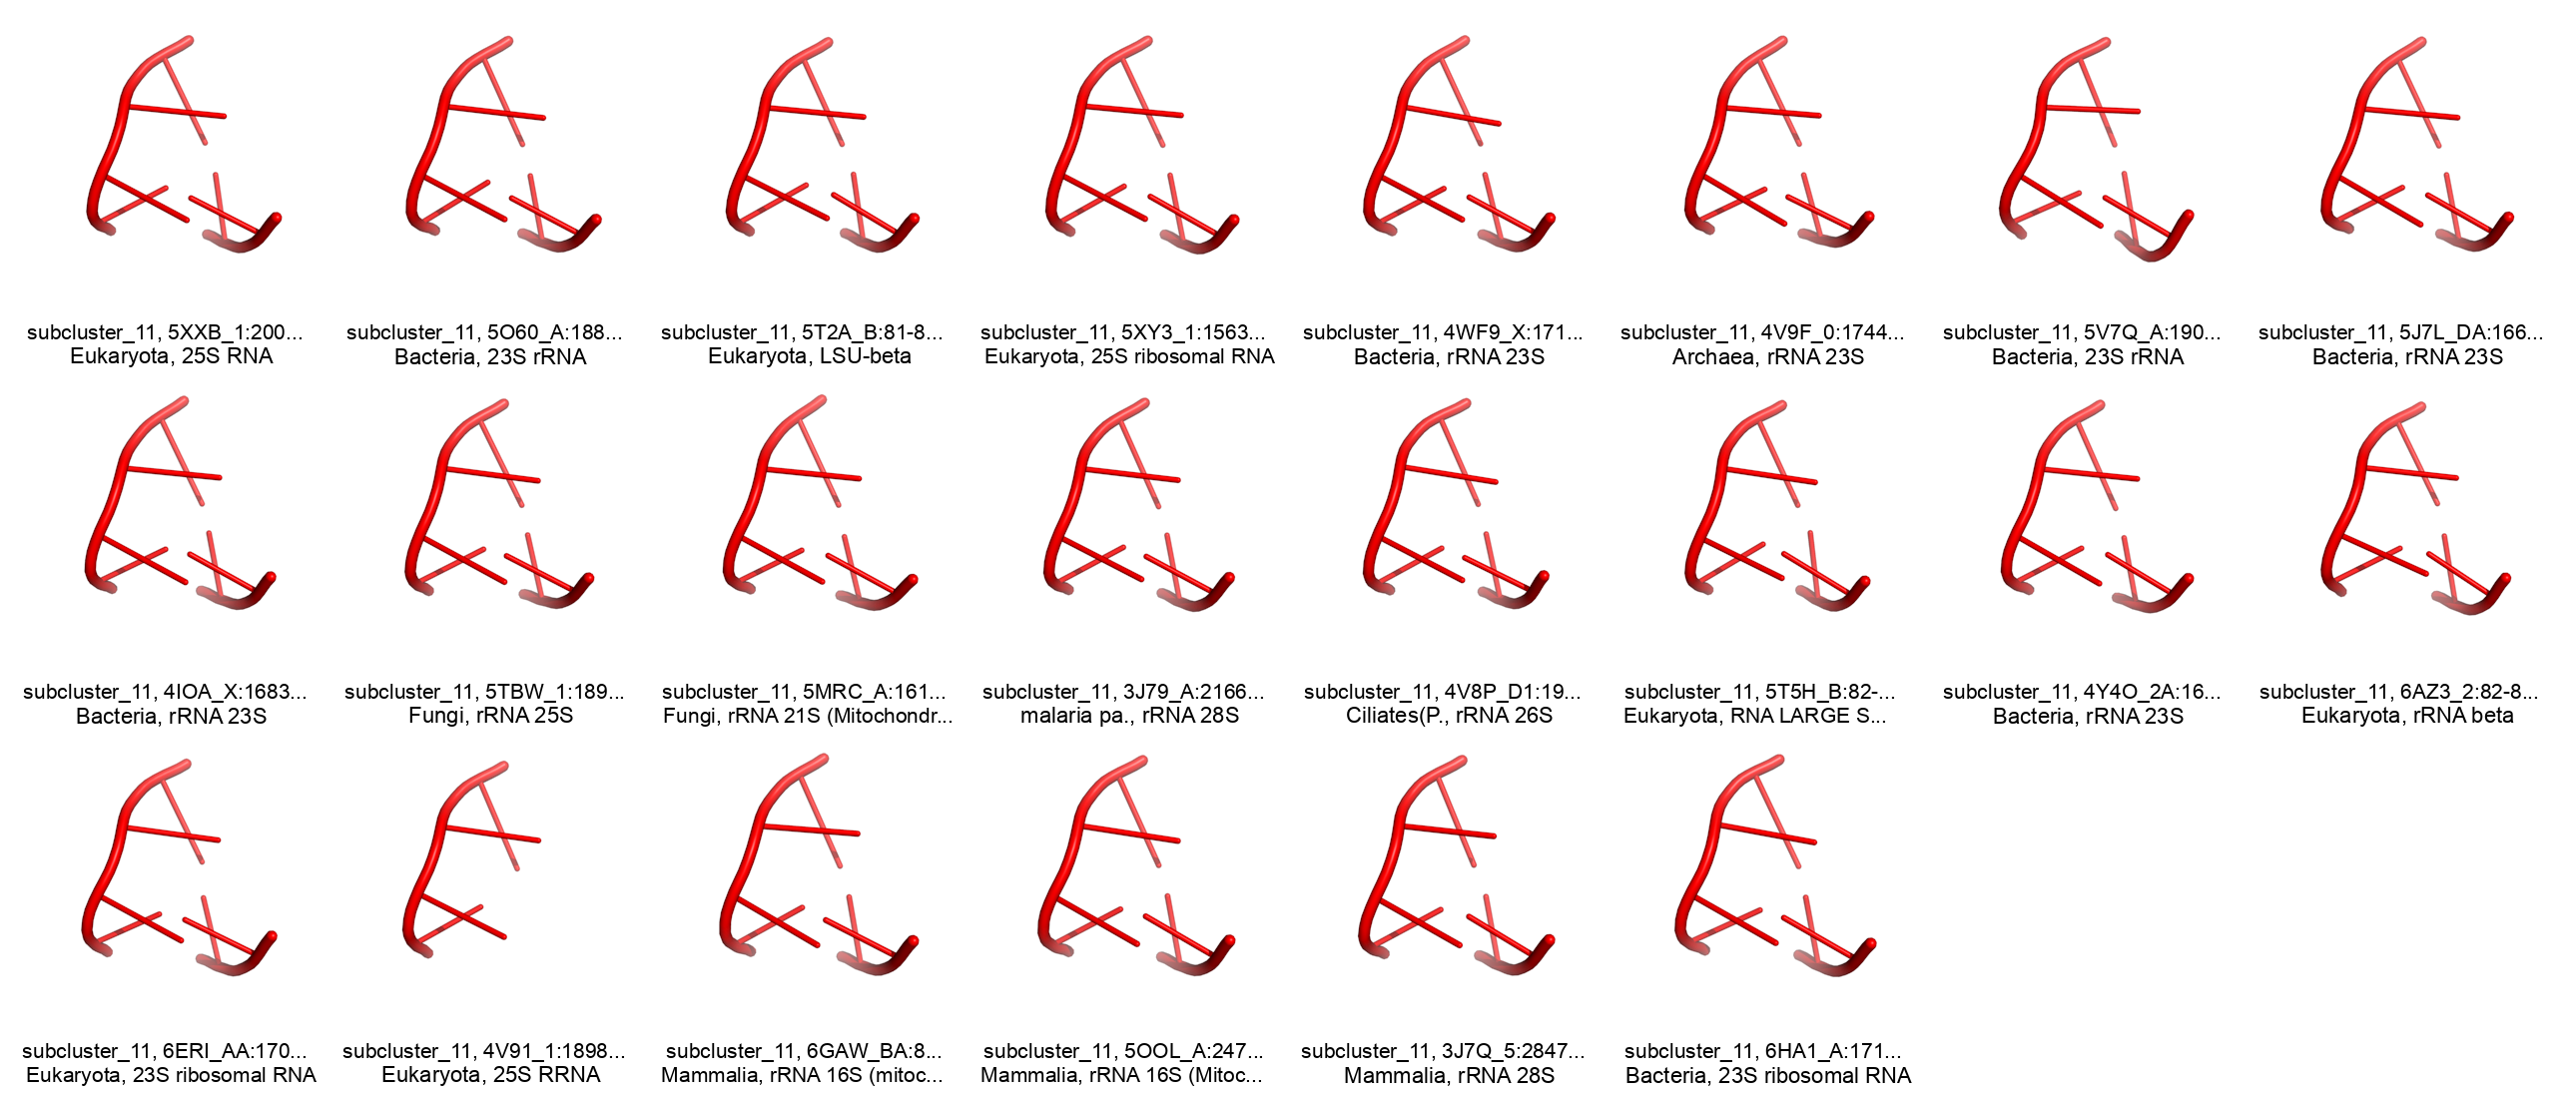 subcluster_11, 5XXB_1:200...
Eukaryota, 25S RNA
subcluster_11, 5O60_A:188...
Bacteria, 23S rRNA
subcluster_11, 5T2A_B:81-8...
Eukaryota, LSU-beta
subcluster_11, 5XY3_1:1563...
Eukaryota, 25S ribosomal RNA
subcluster_11, 4WF9_X:171...
Bacteria, rRNA 23S
subcluster_11, 4V9F_0:1744...
Archaea, rRNA 23S
subcluster_11, 5V7Q_A:190...
Bacteria, 23S rRNA
subcluster_11, 5J7L_DA:166...
Bacteria, rRNA 23S
subcluster_11, 4IOA_X:1683...
Bacteria, rRNA 23S
subcluster_11, 5TBW_1:189...
Fungi, rRNA 25S
subcluster_11, 5MRC_A:161...
Fungi, rRNA 21S (Mitochondr...
subcluster_11, 3J79_A:2166...
malaria pa., rRNA 28S
subcluster_11, 4V8P_D1:19...
Ciliates(P., rRNA 26S
subcluster_11, 5T5H_B:82-...
Eukaryota, RNA LARGE S...
subcluster_11, 4Y4O_2A:16...
Bacteria, rRNA 23S
subcluster_11, 6AZ3_2:82-8...
Eukaryota, rRNA beta
subcluster_11, 6ERI_AA:170...
Eukaryota, 23S ribosomal RNA
subcluster_11, 4V91_1:1898...
Eukaryota, 25S RRNA
subcluster_11, 6GAW_BA:8...
Mammalia, rRNA 16S (mitoc...
subcluster_11, 5OOL_A:247...
Mammalia, rRNA 16S (Mitoc...
subcluster_11, 3J7Q_5:2847...
Mammalia, rRNA 28S
subcluster_11, 6HA1_A:171...
Bacteria, 23S ribosomal RNA